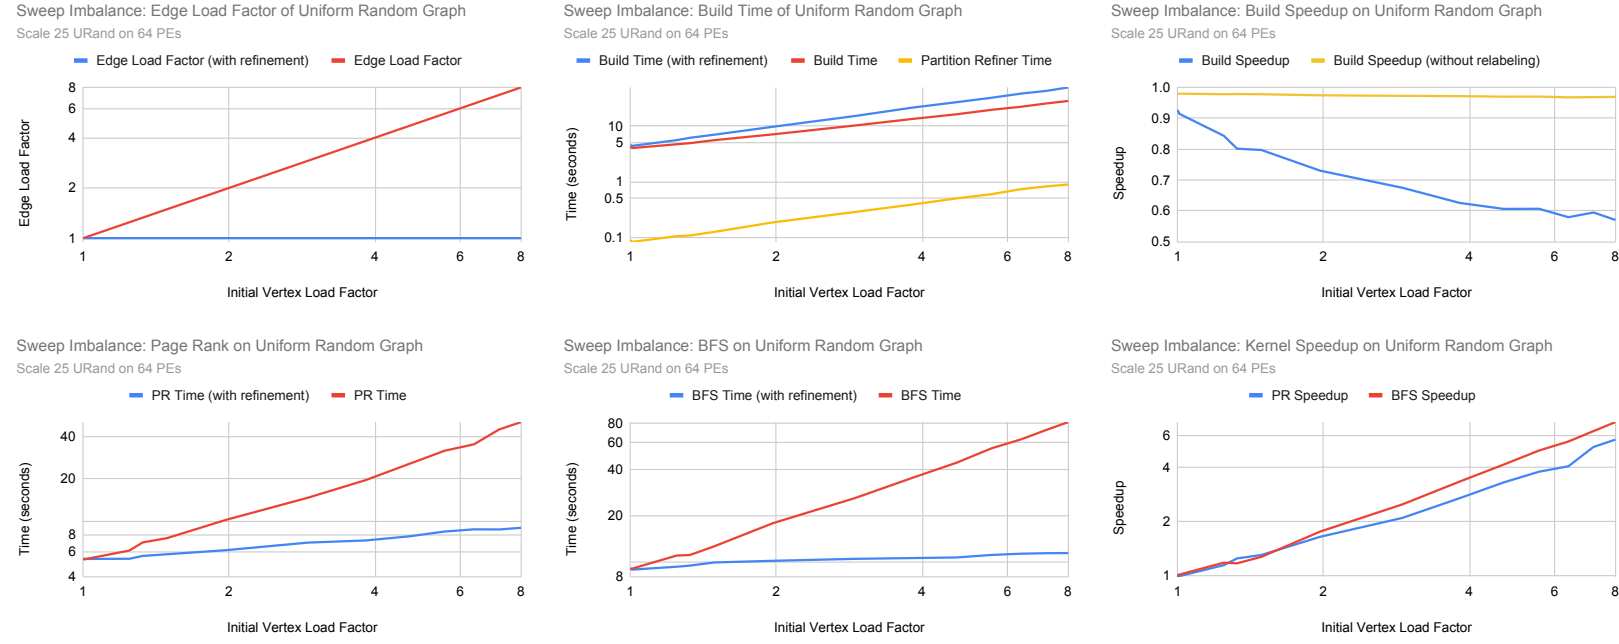 Sweep Imbalance: Edge Load Factor of Uniform Random Graph
Scale 25 URand on 64 PEs
Edge Load Factor (with refinement) Edge Load Factor
8
6
4
2
1
Edge Load Factor
1 2 4 6 8
Initial Vertex Load Factor
Sweep Imbalance: Build Time of Uniform Random Graph
Scale 25 URand on 64 PEs
Build Time (with refinement) Build Time Partition Refiner Time
10
5
1
0.5
0.1
Time (seconds)
1 2 4 6 8
Initial Vertex Load Factor
Sweep Imbalance: Build Speedup on Uniform Random Graph
Scale 25 URand on 64 PEs
Build Speedup Build Speedup (without relabeling)
1.0
0.9
0.8
0.7
0.6
0.5
Speedup
1 2 4 6 8
Initial Vertex Load Factor
Sweep Imbalance: Page Rank on Uniform Random Graph
Scale 25 URand on 64 PEs
PR Time (with refinement) PR Time
40
20
8
6
4
Time (seconds)
1 2 4 6 8
Initial Vertex Load Factor
Sweep Imbalance: BFS on Uniform Random Graph
Scale 25 URand on 64 PEs
BFS Time (with refinement) BFS Time
80
60
40
20
8
Time (seconds)
1 2 4 6 8
Initial Vertex Load Factor
Sweep Imbalance: Kernel Speedup on Uniform Random Graph
Scale 25 URand on 64 PEs
PR Speedup BFS Speedup
6
4
2
1
Speedup
1 2 4 6 8
Initial Vertex Load Factor